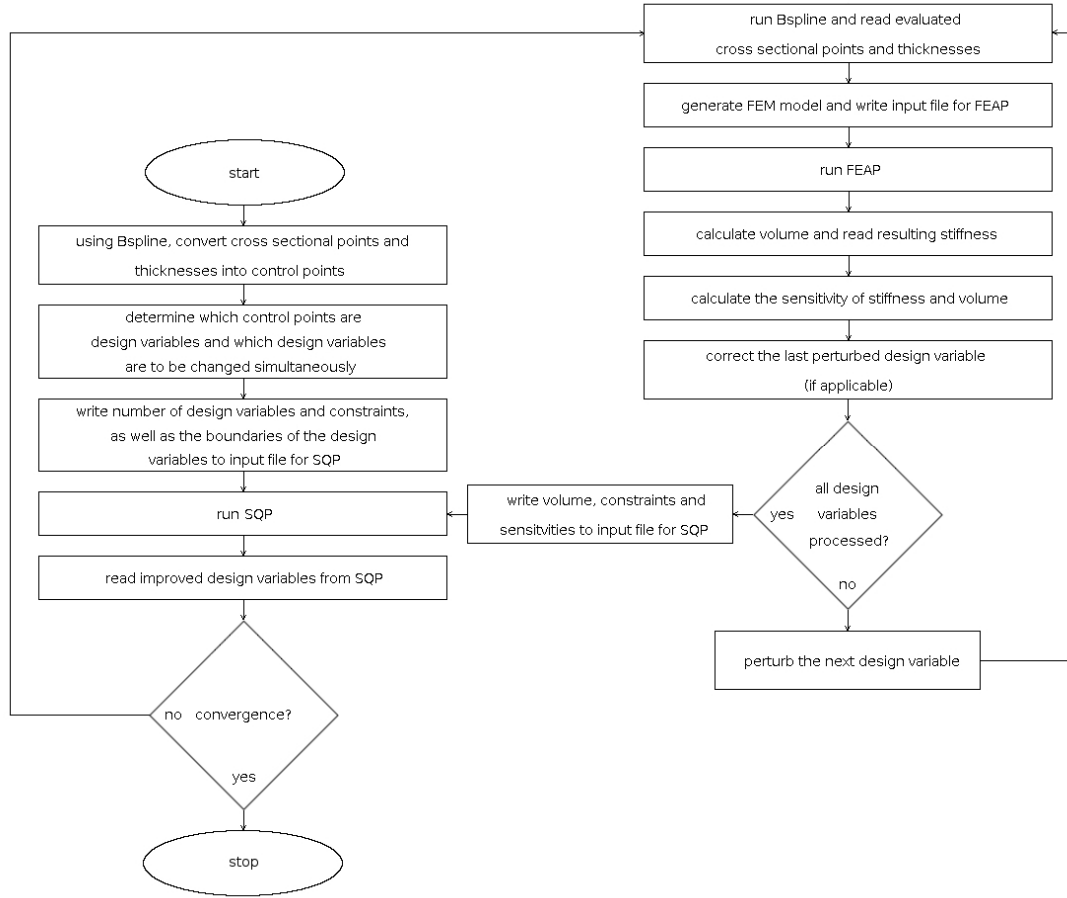 start
using Bspline, convert cross sectional points and
thicknesses into control points
determine which control points are
design variables and which design variables
are to be changed simultaneously
write number of design variables and constraints,
as well as the boundaries of the design
variables to input file for SQP
run SQP
read improved design variables from SQP
no convergence?
yes
stop
run Bspline and read evaluated
cross sectional points and thicknesses
generate FEM model and write input file for FEAP
run FEAP
calculate volume and read resulting stiffness
calculate the sensitivity of stiffness and volume
correct the last perturbed design variable
(if applicable)
all design
yes variables
processed?
no
write volume, constraints and
sensitvities to input file for SQP
perturb the next design variable